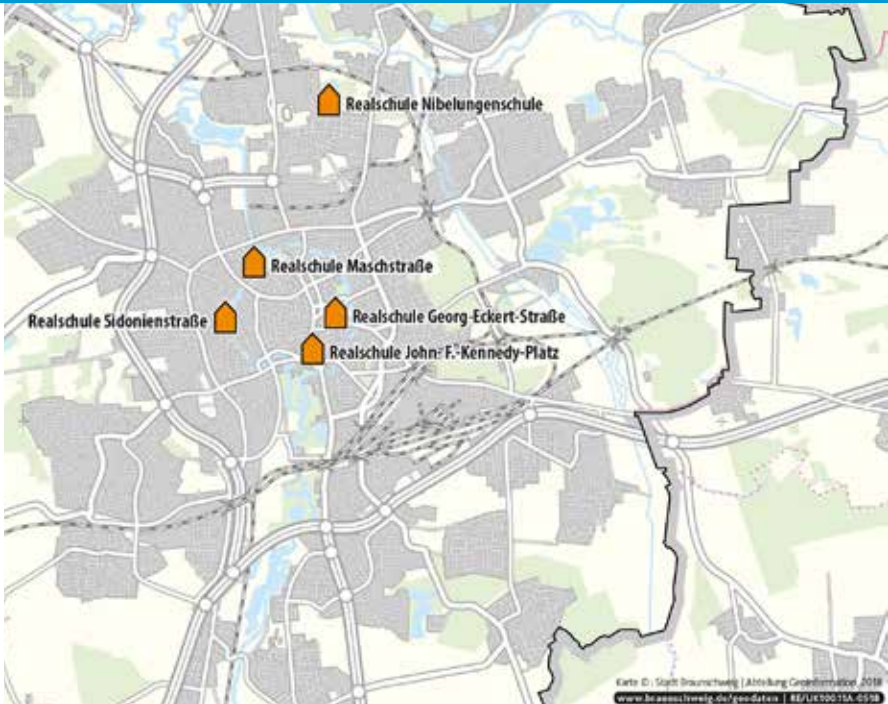 Realschule Nibelungenschule
Realschule Maschstraße
Realschule Sidonienstraße
Realschule Georg-Eckert-Straße
Realschule John-F.-Kennedy-Platz
Karte ©: Stadt Braunschweig | Abteilung Geoinformation, 2018
www.braunschweig.de/geodaten |